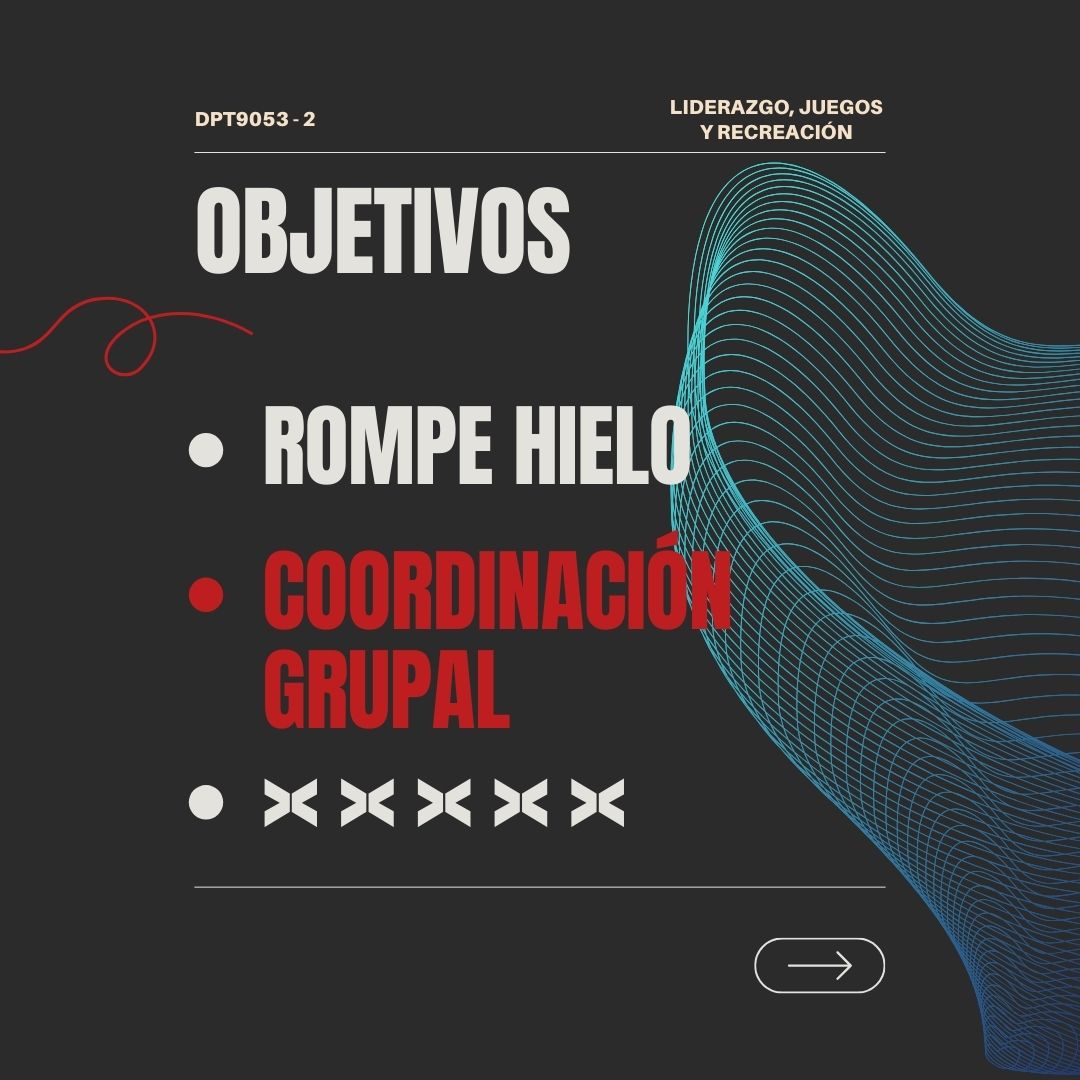 DPT9053 - 2
LIDERAZGO, JUEGOS
Y RECREACIÓN
OBJETIVOS
ROMPE HIELO
COORDINACIÓN
GRUPAL